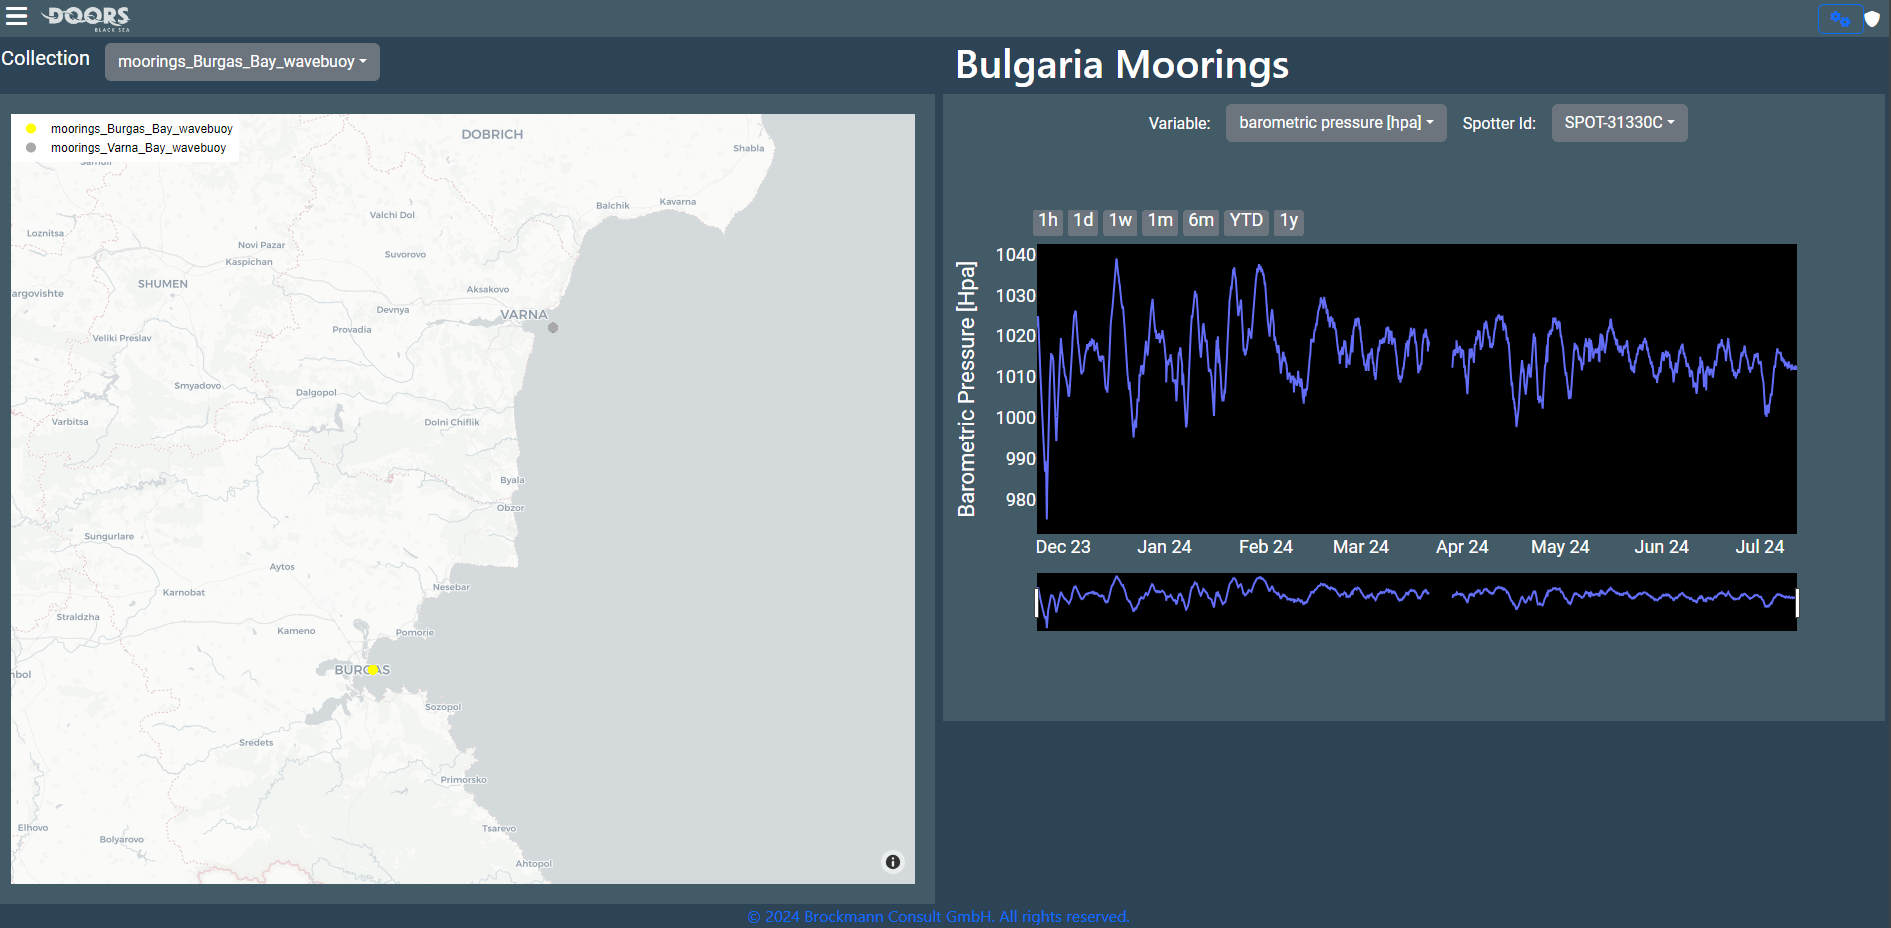 DOORS
BLACK SEA
Collection
moorings_Burgas_Bay_wavebuoy
Bulgaria Moorings
moorings_Burgas_Bay_wavebuoy
moorings_Varna_Bay_wavebuoy
DOBRICH
Shabla
Balchik
Kavarna
Valchi Dol
Loznitsa
Novi Pazar
Kaspichan
Suvorovo
SHUMEN
argovishte
Aksakovo
Devnya
VARNA
Provadia
Veliki Preslav
Smyadovo
Dalgopol
Varbitsa
Dolni Chiflik
Byala
Obzor
Sungurlare
Aytos
Karnobat
Nesebar
Straldzha
Kameno
Pomorie
BURGAS
nbol
Sozopol
Sredets
Primorsko
Elhovo
Bolyarovo
Tsarevo
Ahtopol
Variable:
barometric pressure [hpa]
Spotter Id:
SPOT-31330C
1h 1d 1w 1m 6m YTD 1y
Barometric Pressure [Hpa]
1040
1030
1020
1010
1000
990
980
Dec 23 Jan 24 Feb 24 Mar 24 Apr 24 May 24 Jun 24 Jul 24
© 2024 Brockmann Consult GmbH. All rights reserved.